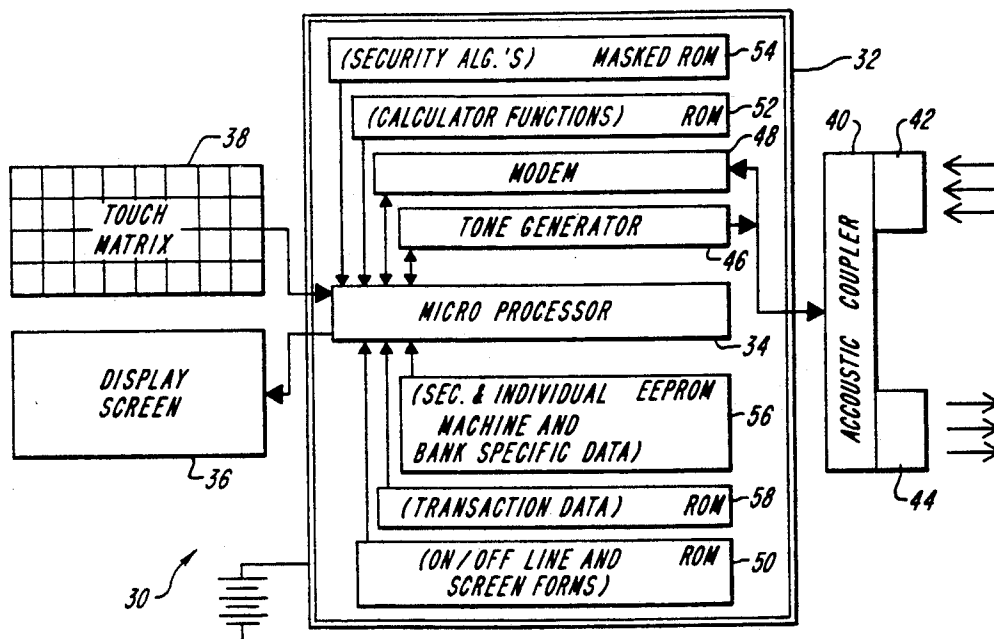 (SECURITY ALG.'S) MASKED ROM
54
32
(CALCULATOR FUNCTIONS) ROM
52
40
42
38
48
MODEM
TOUCH
MATRIX
TONE GENERATOR
46
MICRO PROCESSOR
34
ACCOUSTIC COUPLER
DISPLAY
SCREEN
36
(SEC. & INDIVIDUAL EEPROM
MACHINE AND
BANK SPECIFIC DATA)
56
44
(TRANSACTION DATA) ROM
58
(ON/OFF LINE AND ROM
SCREEN FORMS)
50
30